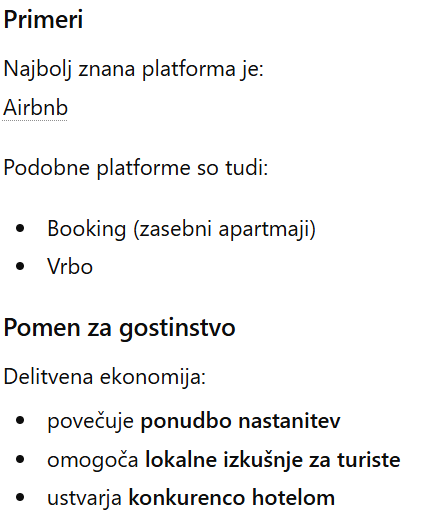 Primeri
Najbolj znana platforma je:
Airbnb
Podobne platforme so tudi:
• Booking (zasebni apartmaji)
• Vrbo
Pomen za gostinstvo
Delitvena ekonomija:
• povečuje ponudbo nastanitev
• omogoča lokalne izkušnje za turiste
• ustvarja konkurenco hotelom